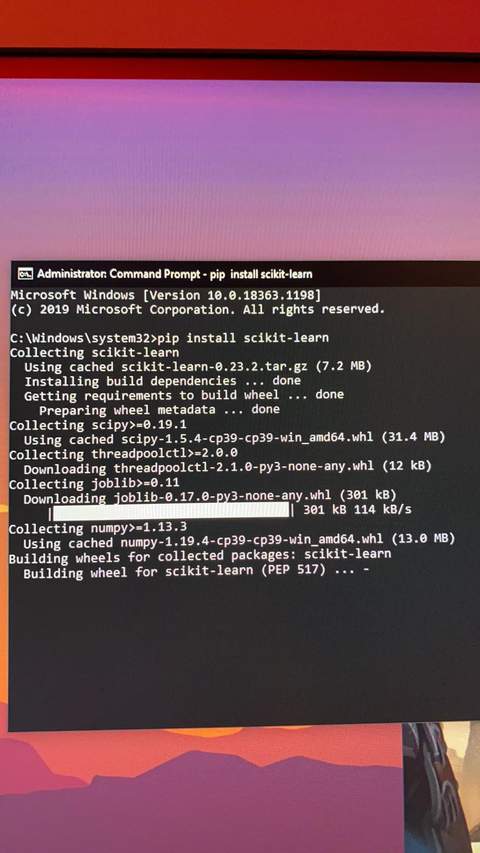 Administrator: Command Prompt - pip install scikit-learn
Microsoft Windows [Version 10.0.18363.1198]
(c) 2019 Microsoft Corporation. All rights reserved.
C:\Windows\system32>pip install scikit-learn
Collecting scikit-learn
Using cached scikit-learn-0.23.2.tar.gz (7.2 MB)
Installing build dependencies ... done
Getting requirements to build wheel ... done
Preparing wheel metadata ... done
Collecting scipy>=0.19.1
Using cached scipy-1.5.4-cp39-cp39-win_amd64.whl (31.4 MB)
Collecting threadpoolctl>=2.0.0
Downloading threadpoolctl-2.1.0-py3-none-any.whl (12 kB)
Collecting joblib>=0.11
Downloading joblib-0.17.0-py3-none-any.whl (301 kB)
| | 301 kB 114 kB/s
Collecting numpy>=1.13.3
Using cached numpy-1.19.4-cp39-cp39-win_amd64.whl (13.0 MB)
Building wheels for collected packages: scikit-learn
Building wheel for scikit-learn (PEP 517) ... -